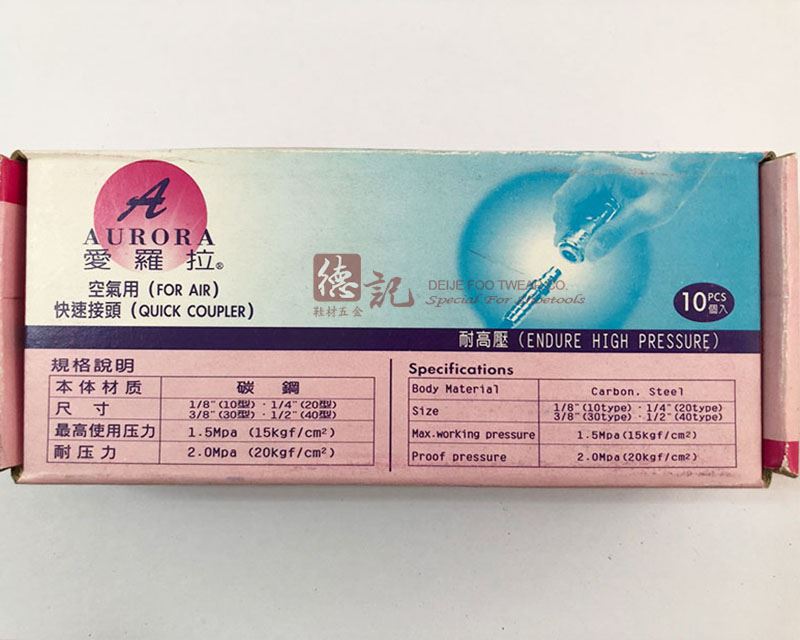 A
AURORA
愛羅拉®
空氣用 (FOR AIR)
快速接頭 (QUICK COUPLER)
德記
鞋材五金
DEIJE FOO TWEAR CO.
Special For Shoetools
10 PCS
個入
耐高壓 (ENDURE HIGH PRESSURE)
規格說明
本体材质 碳鋼
尺寸 1/8"(10型)·1/4"(20型)
3/8"(30型)·1/2"(40型)
最高使用压力 1.5Mpa (15kgf/cm²)
耐压力 2.0Mpa (20kgf/cm²)
Specifications
Body Material Carbon. Steel
Size 1/8"(10type)·1/4"(20type)
3/8"(30type)·1/2"(40type)
Max.working pressure 1.5Mpa(15kgf/cm²)
Proof pressure 2.0Mpa(20kgf/cm²)